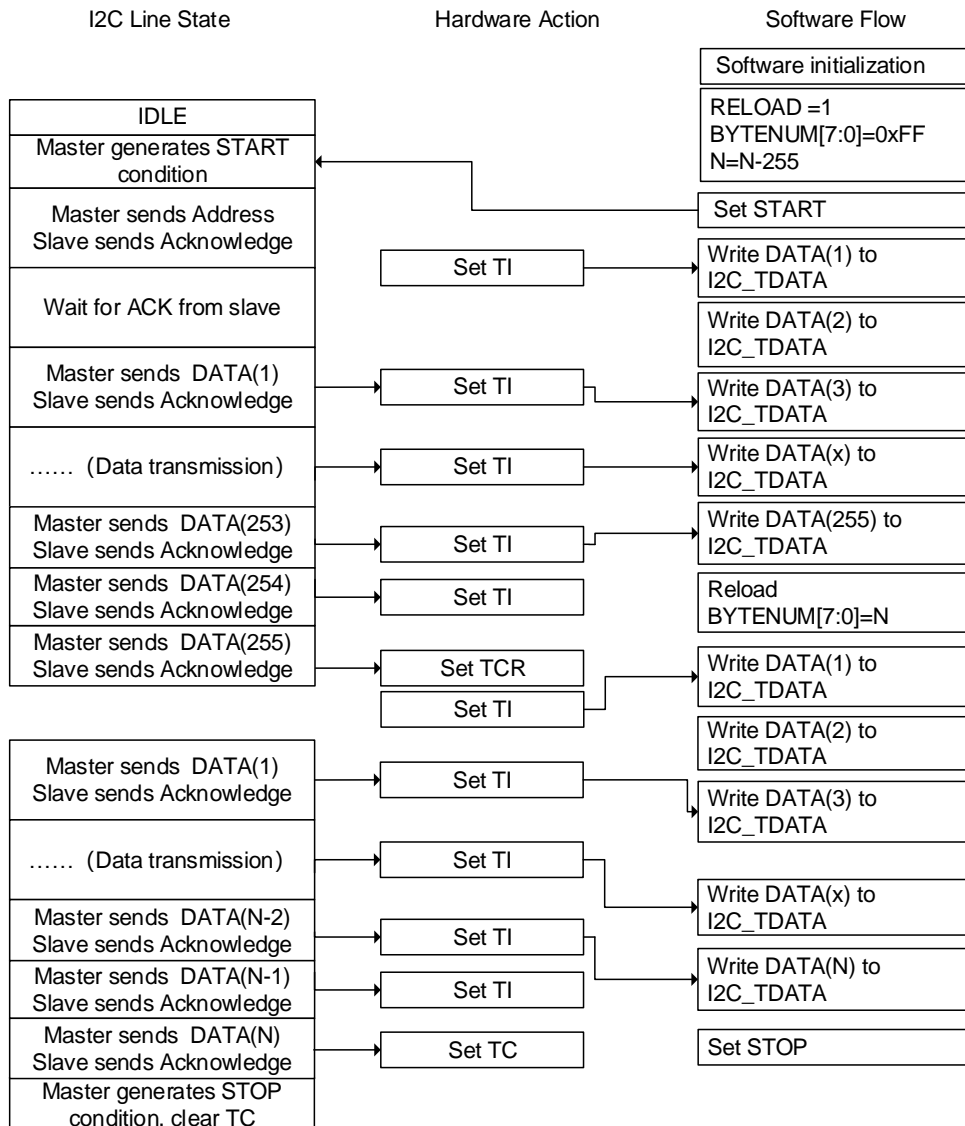 I2C Line State
Hardware Action
Software Flow
Software initialization
IDLE
RELOAD =1
BYTENUM[7:0]=0xFF
N=N-255
Master generates START
condition
Set START
Master sends Address
Slave sends Acknowledge
Set TI
Write DATA(1) to
I2C_TDATA
Wait for ACK from slave
Write DATA(2) to
I2C_TDATA
Master sends DATA(1)
Slave sends Acknowledge
Set TI
Write DATA(3) to
I2C_TDATA
...... (Data transmission)
Set TI
Write DATA(x) to
I2C_TDATA
Master sends DATA(253)
Slave sends Acknowledge
Set TI
Write DATA(255) to
I2C_TDATA
Master sends DATA(254)
Slave sends Acknowledge
Set TI
Reload
BYTENUM[7:0]=N
Master sends DATA(255)
Slave sends Acknowledge
Set TCR
Set TI
Write DATA(1) to
I2C_TDATA
Write DATA(2) to
I2C_TDATA
Master sends DATA(1)
Slave sends Acknowledge
Set TI
Write DATA(3) to
I2C_TDATA
...... (Data transmission)
Set TI
Write DATA(x) to
I2C_TDATA
Master sends DATA(N-2)
Slave sends Acknowledge
Set TI
Write DATA(N) to
I2C_TDATA
Master sends DATA(N-1)
Slave sends Acknowledge
Set TI
Master sends DATA(N)
Slave sends Acknowledge
Set TC
Set STOP
Master generates STOP
condition, clear TC